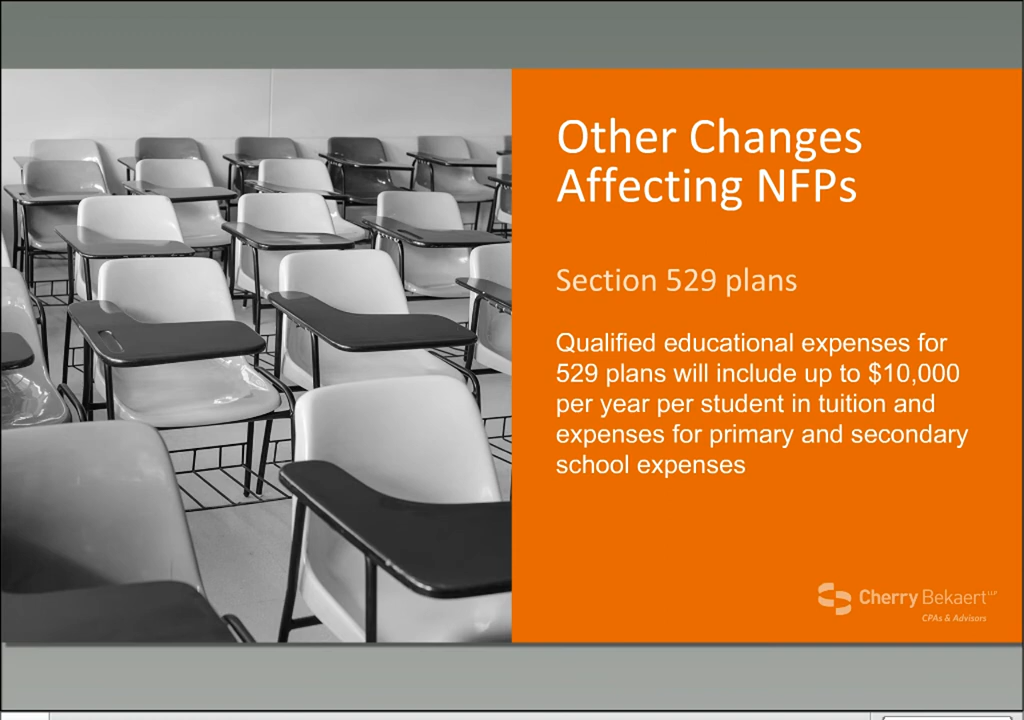 Other Changes
Affecting NFPs
Section 529 plans
Qualified educational expenses for
529 plans will include up to $10,000
per year per student in tuition and
expenses for primary and secondary
school expenses
Cherry Bekaert LLP
CPAs & Advisors